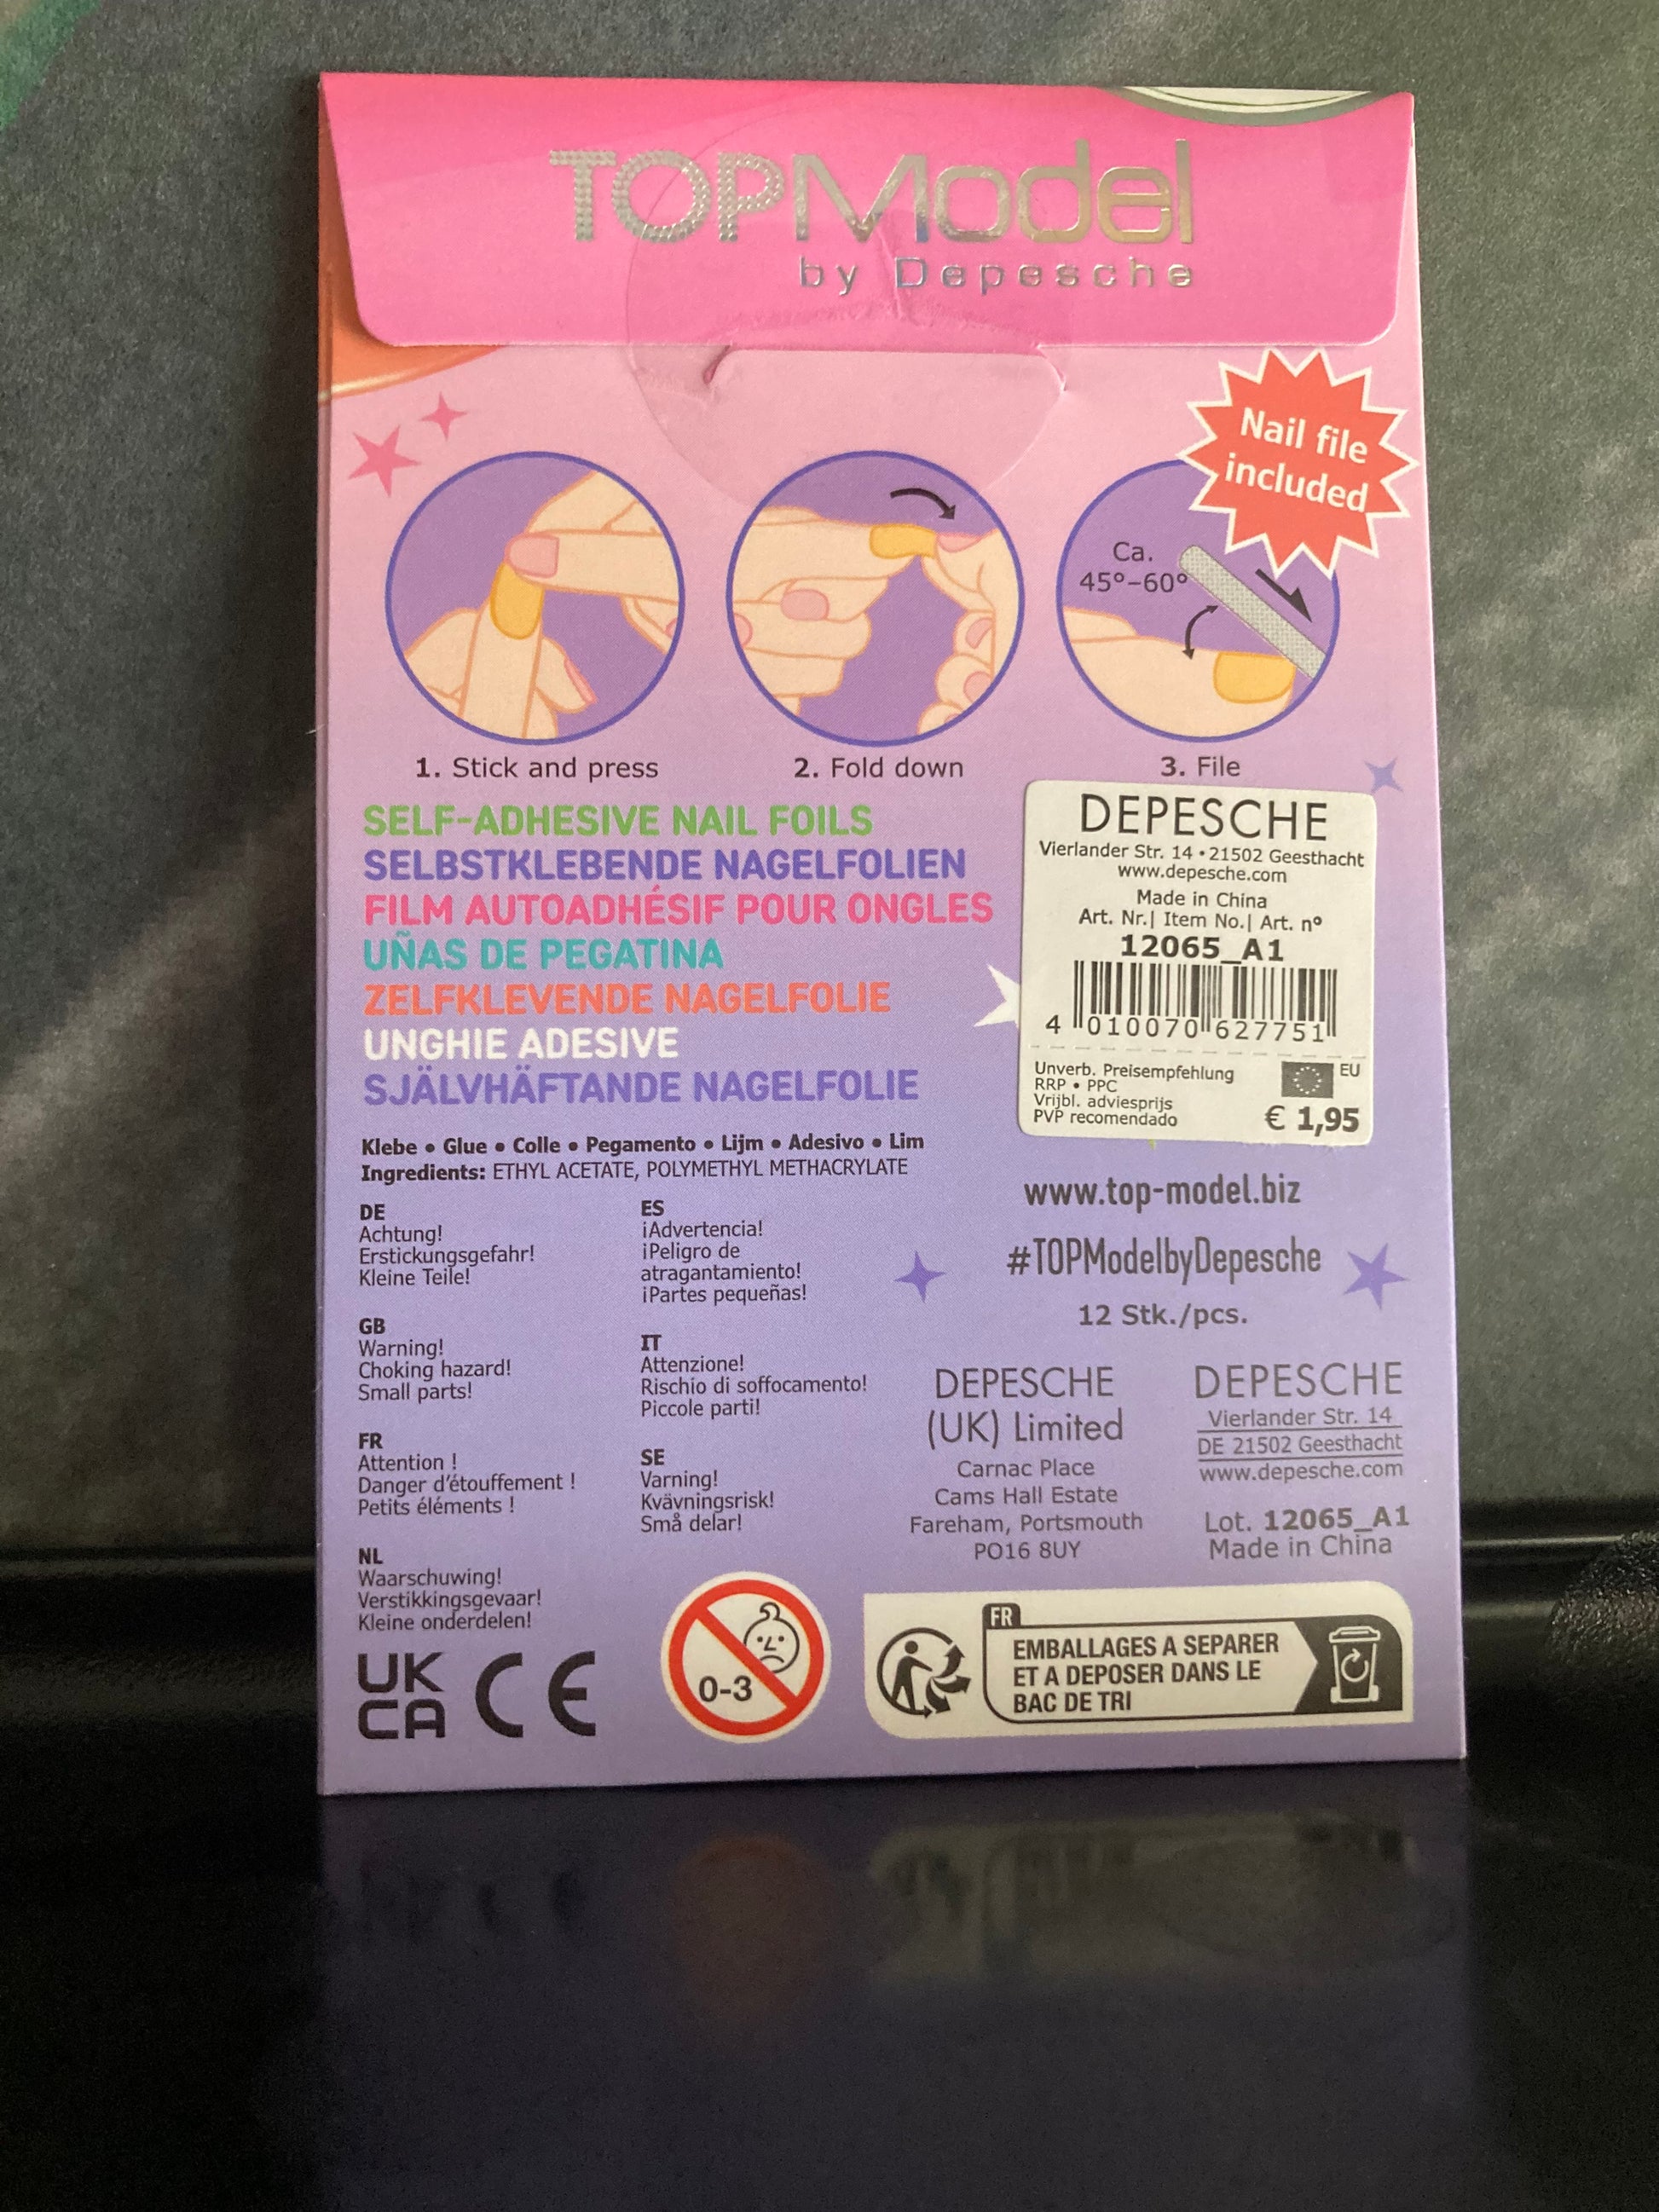 TOPModel
by Depesche
Nail file
included
Ca.
45°-60°
1. Stick and press
2. Fold down
3. File
SELF-ADHESIVE NAIL FOILS
SELBSTKLEBENDE NAGELFOLIEN
FILM AUTOADHÉSIF POUR ONGLES
UÑAS DE PEGATINA
ZELFKLEVENDE NAGELFOLIE
UNGHIE ADESIVE
SJÄLVHÄFTANDE NAGELFOLIE
DEPESCHE
Vierlander Str. 14 • 21502 Geesthacht
www.depesche.com
Made in China
Art. Nr.| Item No.| Art. nº
12065_A1
4 010070 627751
Unverb. Preisempfehlung
RRP • PPC
Vrijbl. adviesprijs
PVP recomendado
EU
€ 1,95
Klebe • Glue • Colle • Pegamento • Lijm • Adesivo • Lim
Ingredients: ETHYL ACETATE, POLYMETHYL METHACRYLATE
DE
Achtung!
Erstickungsgefahr!
Kleine Teile!
GB
Warning!
Choking hazard!
Small parts!
FR
Attention !
Danger d'étouffement !
Petits éléments !
NL
Waarschuwing!
Verstikkingsgevaar!
Kleine onderdelen!
ES
¡Advertencia!
¡Peligro de
atragantamiento!
¡Partes pequeñas!
IT
Attenzione!
Rischio di soffocamento!
Piccole parti!
SE
Varning!
Kvävningsrisk!
Små delar!
www.top-model.biz
#TOPModelbyDepesche
12 Stk./pcs.
DEPESCHE
(UK) Limited
Carnac Place
Cams Hall Estate
Fareham, Portsmouth
PO16 8UY
DEPESCHE
Vierlander Str. 14
DE 21502 Geesthacht
www.depesche.com
Lot. 12065_A1
Made in China
UK
CA
CE
0-3
FR
EMBALLAGES A SEPARER
ET A DEPOSER DANS LE
BAC DE TRI